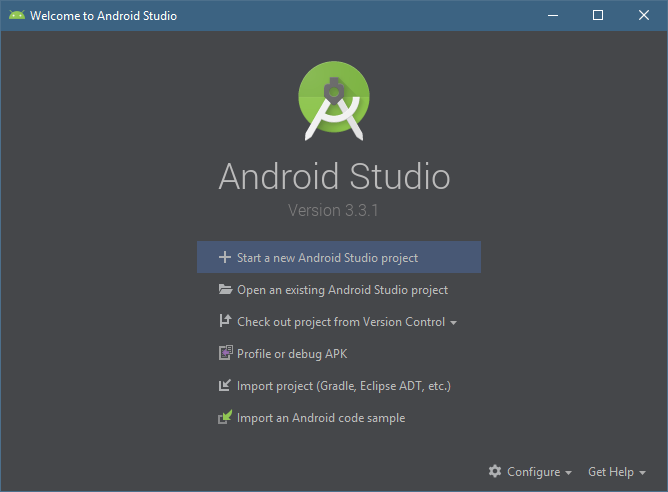 Welcome to Android Studio
Android Studio
Version 3.3.1
Start a new Android Studio project
Open an existing Android Studio project
Check out project from Version Control
Profile or debug APK
Import project (Gradle, Eclipse ADT, etc.)
Import an Android code sample
Configure Get Help